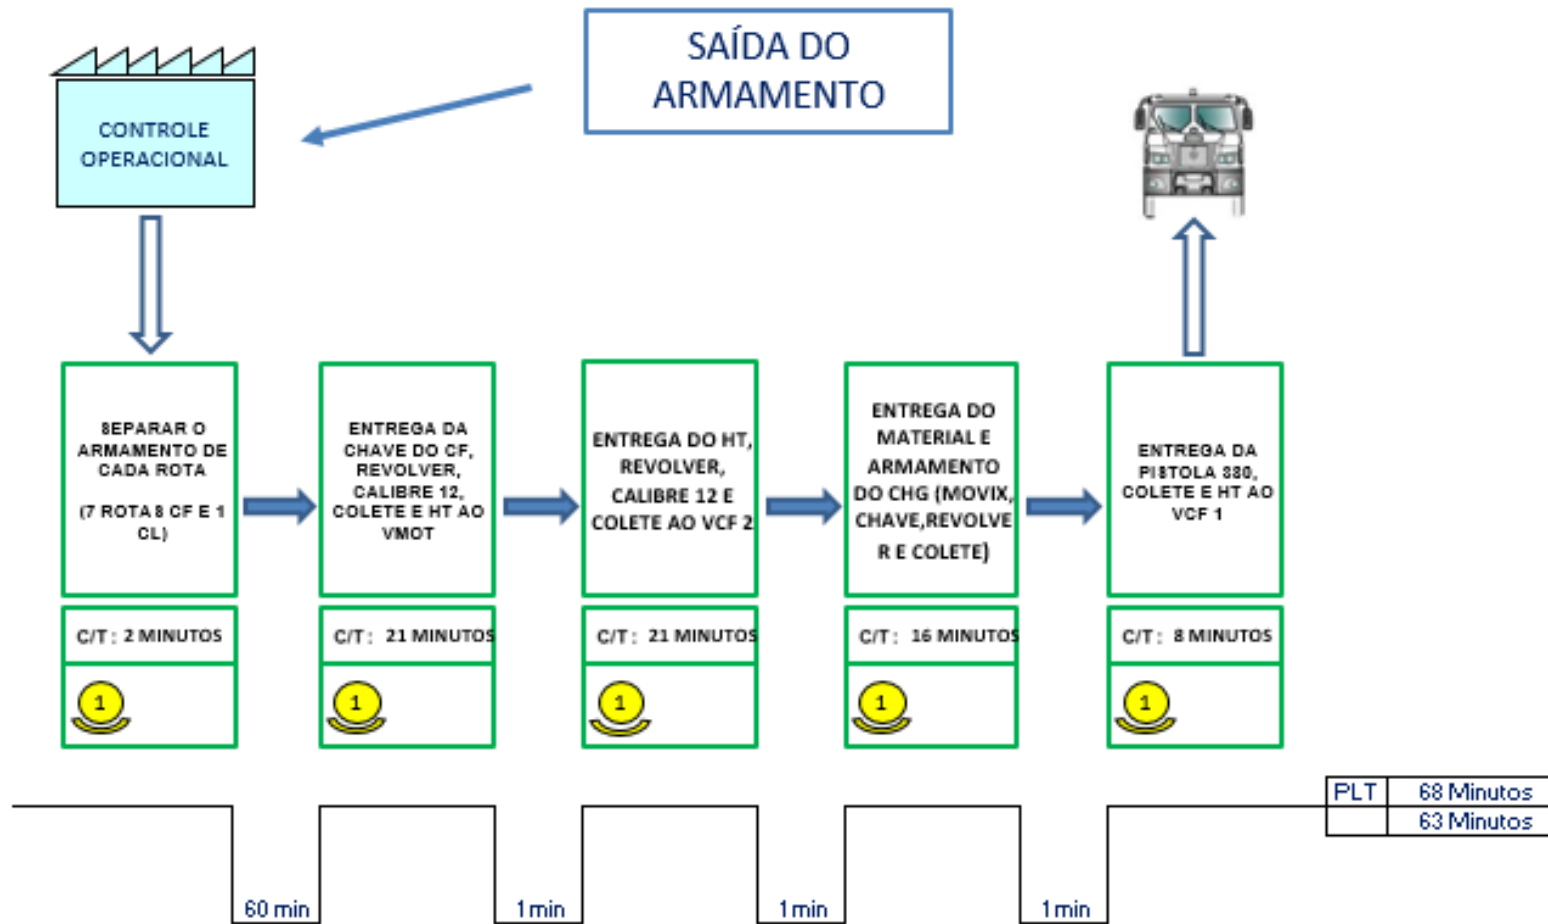 SAÍDA DO
ARMAMENTO
CONTROLE
OPERACIONAL
SEPARAR O
ARMAMENTO DE
CADA ROTA
(7 ROTAS CF E 1
CL)
ENTREGA DA
CHAVE DO CF,
REVOLVER,
CALIBRE 12,
COLETE E HT AO
VMOT
ENTREGA DO HT,
REVOLVER,
CALIBRE 12 E
COLETE AO VCF 2
ENTREGA DO
MATERIAL E
ARMAMENTO
DO CHG (MOVIX,
CHAVE,REVOLVE
R E COLETE)
ENTREGA DA
PISTOLA 380,
COLETE E HT AO
VCF 1
C/T : 2 MINUTOS
C/T : 21 MINUTOS
C/T : 21 MINUTOS
C/T : 16 MINUTOS
C/T : 8 MINUTOS
1
1
1
1
1
PLT 68 Minutos
63 Minutos
60 min
1 min
1 min
1 min